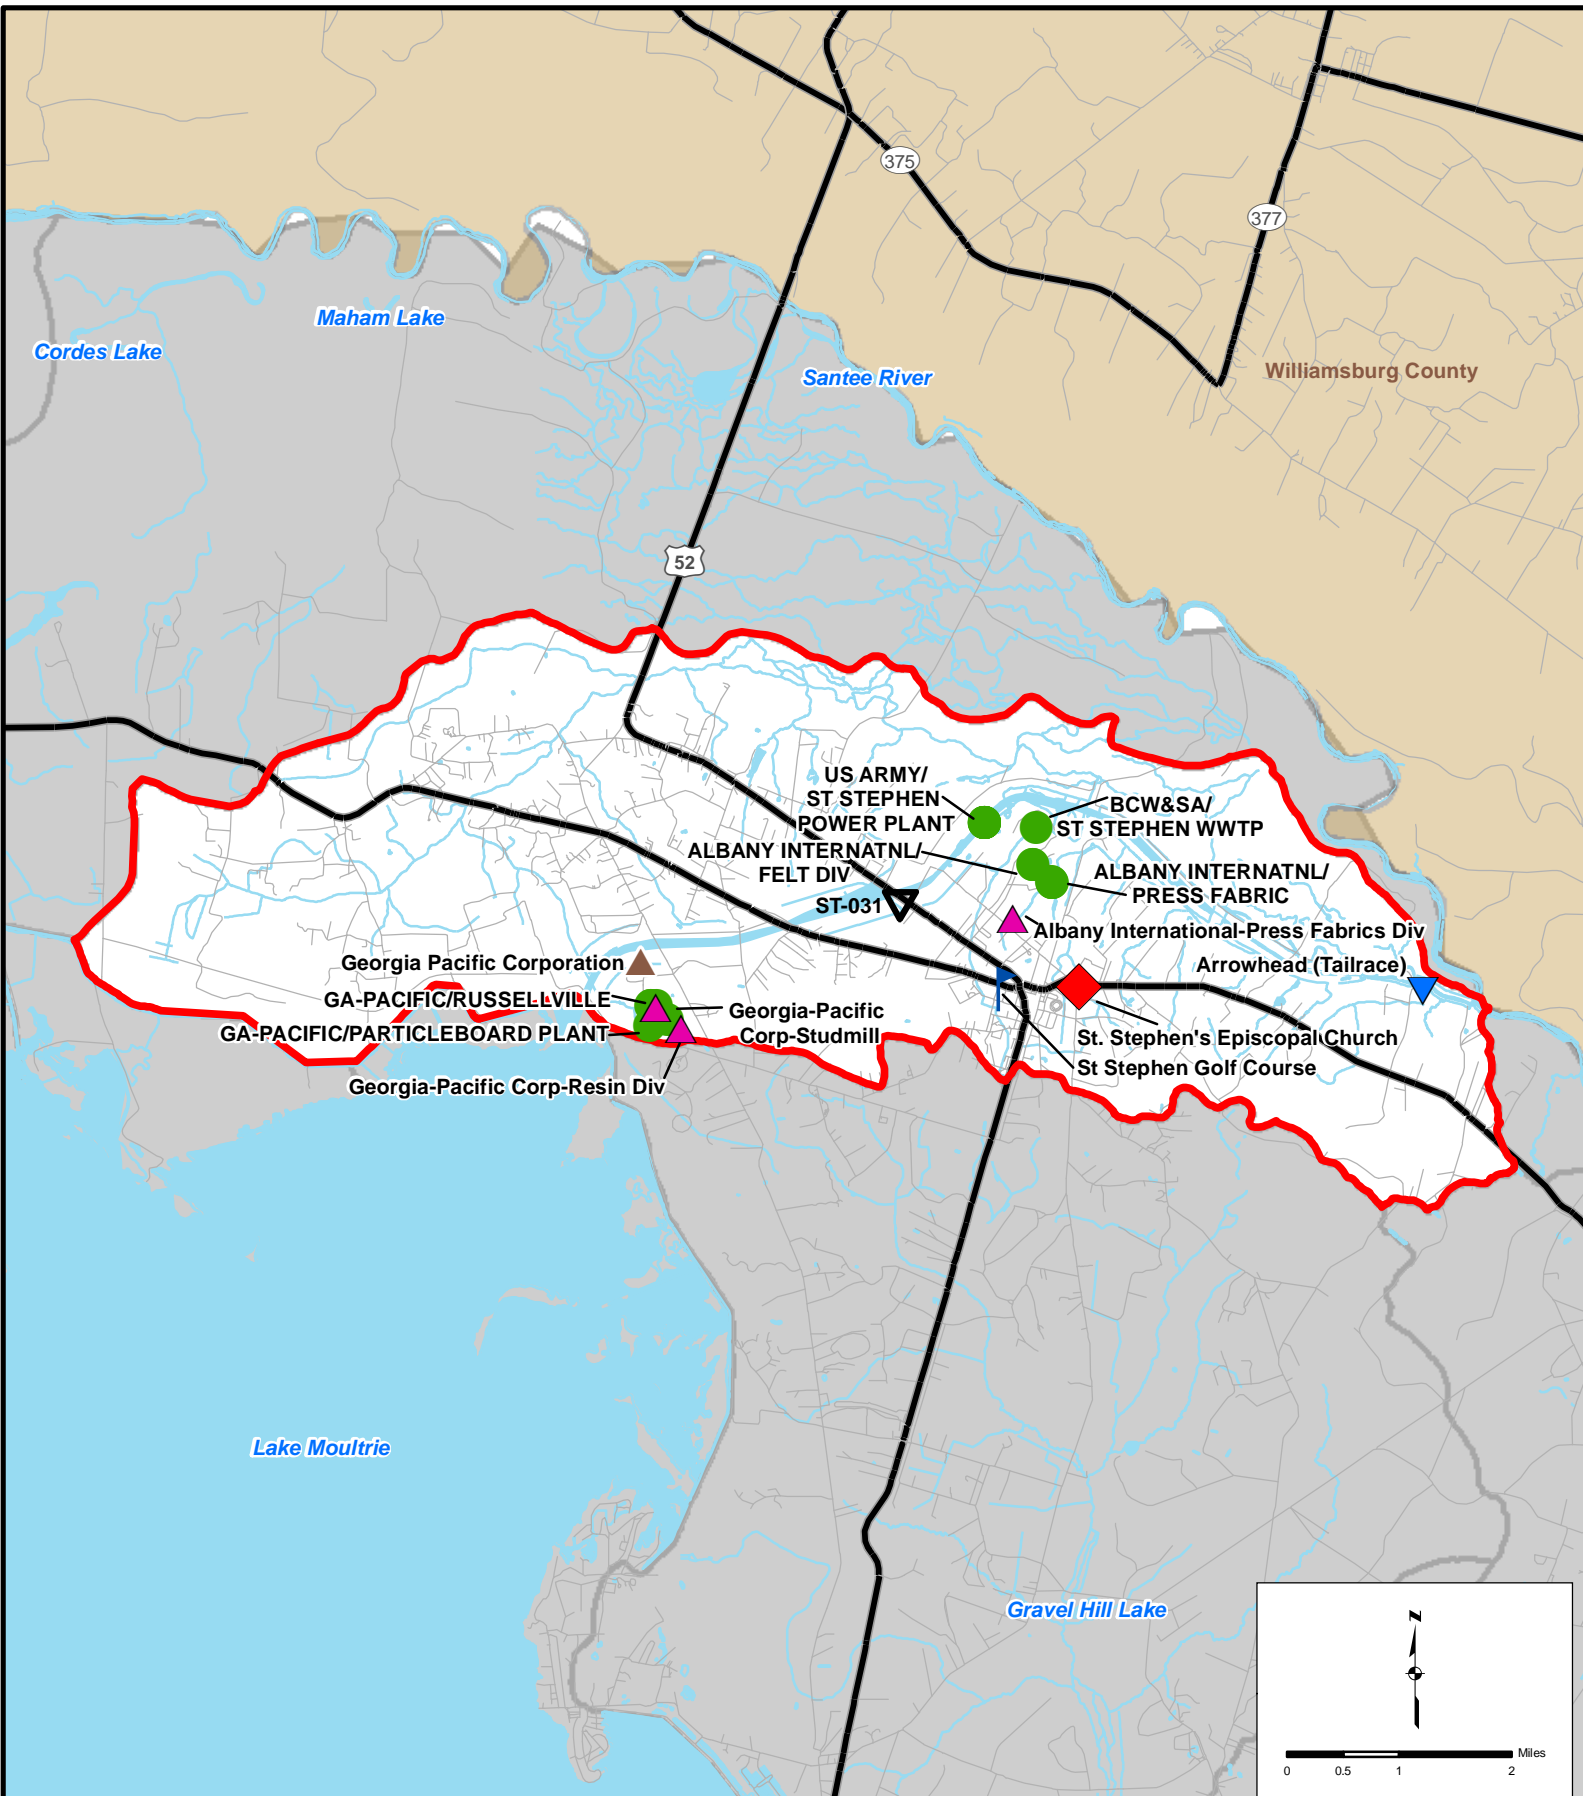 375
377
Maham Lake
Cordes Lake
Santee River
Williamsburg County
52
US ARMY/
ST STEPHEN
POWER PLANT
BCW&SA/
ST STEPHEN WWTP
ALBANY INTERNATNL/
FELT DIV
ALBANY INTERNATNL/
PRESS FABRIC
ST-031
Albany International-Press Fabrics Div
Georgia Pacific Corporation
Arrowhead (Tailrace)
GA-PACIFIC/RUSSELLVILLE
Georgia-Pacific
Corp-Studmill
GA-PACIFIC/PARTICLEBOARD PLANT
St. Stephen's Episcopal Church
St Stephen Golf Course
Georgia-Pacific Corp-Resin Div
Lake Moultrie
Gravel Hill Lake
N
Miles
0 0.5 1 2